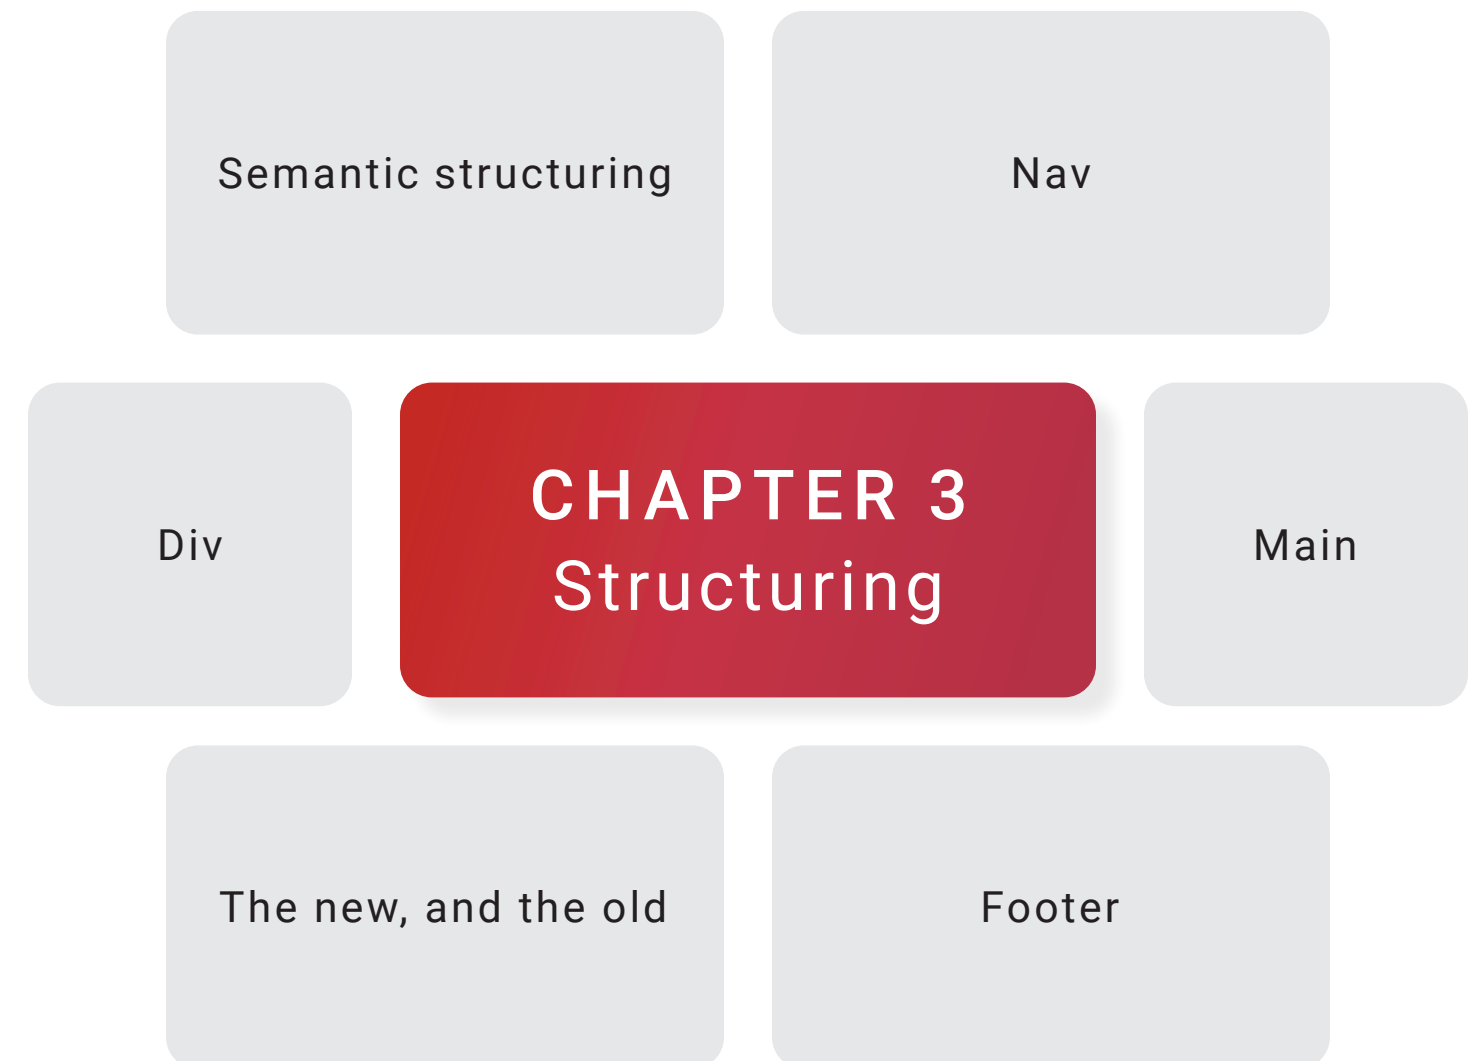 Semantic structuring
Nav
Div
CHAPTER 3
Structuring
Main
The new, and the old
Footer